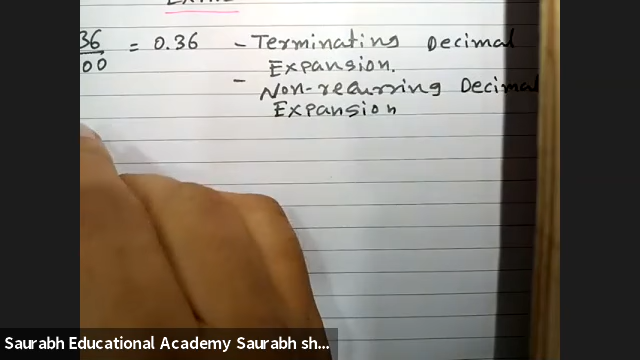 36/00 = 0.36 - Terminating Decimal
Expansion.
- Non-recurring Decimal
Expansion
Saurabh Educational Academy Saurabh sh...